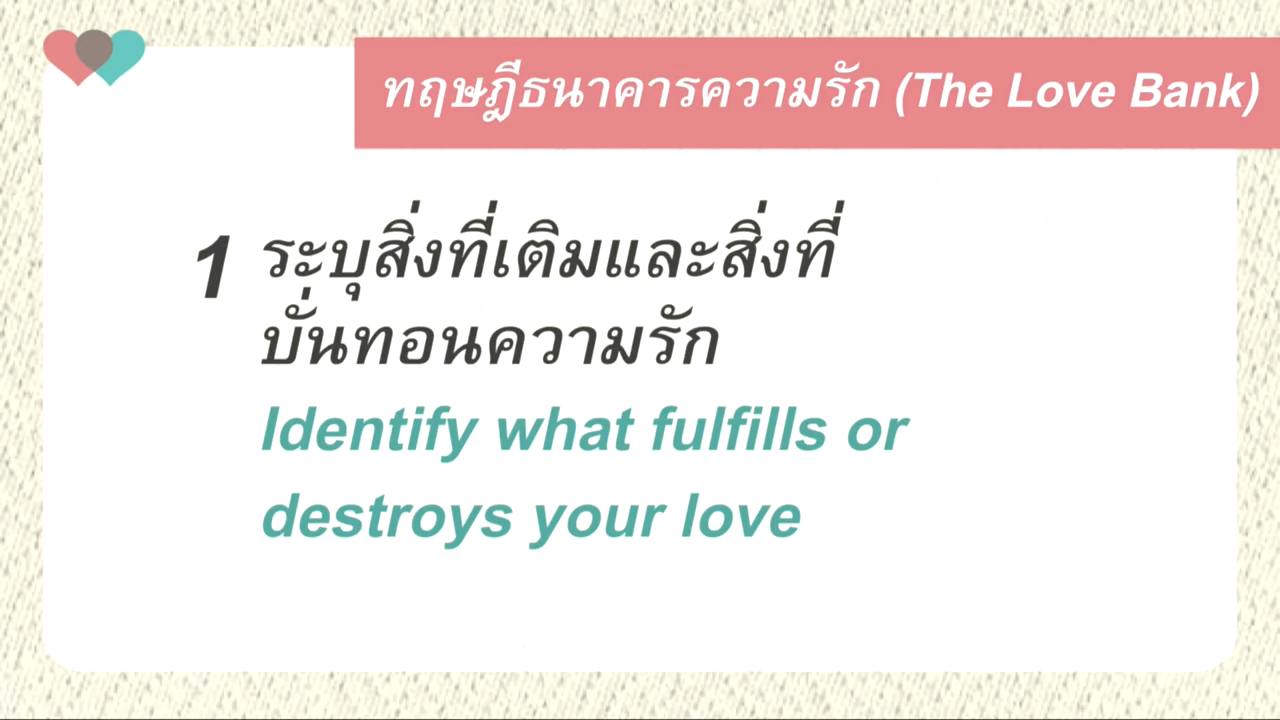 ทฤษฎีธนาคารความรัก (The Love Bank)
1 ระบุสิ่งที่เติมและสิ่งที่
บั่นทอนความรัก
Identify what fulfills or
destroys your love